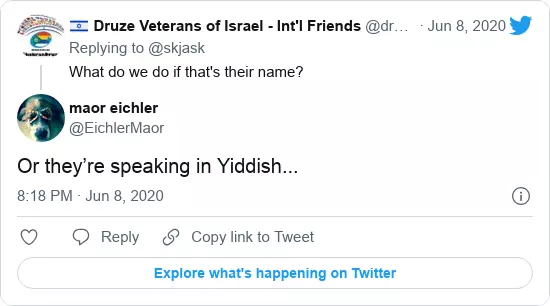 🇮🇱 Druze Veterans of Israel - Int'l Friends @dr… · Jun 8, 2020
Replying to @skjask
What do we do if that's their name?
maor eichler
@EichlerMaor
Or they’re speaking in Yiddish...
8:18 PM · Jun 8, 2020
Reply
Copy link to Tweet
Explore what's happening on Twitter